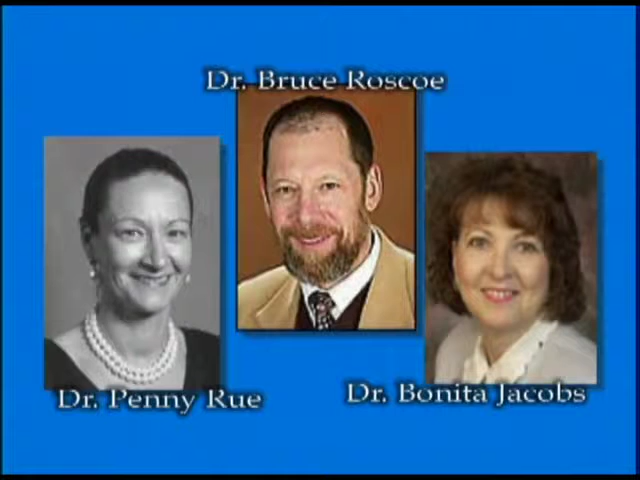 Dr. Bruce Roscoe
Dr. Penny Rue
Dr. Bonita Jacobs